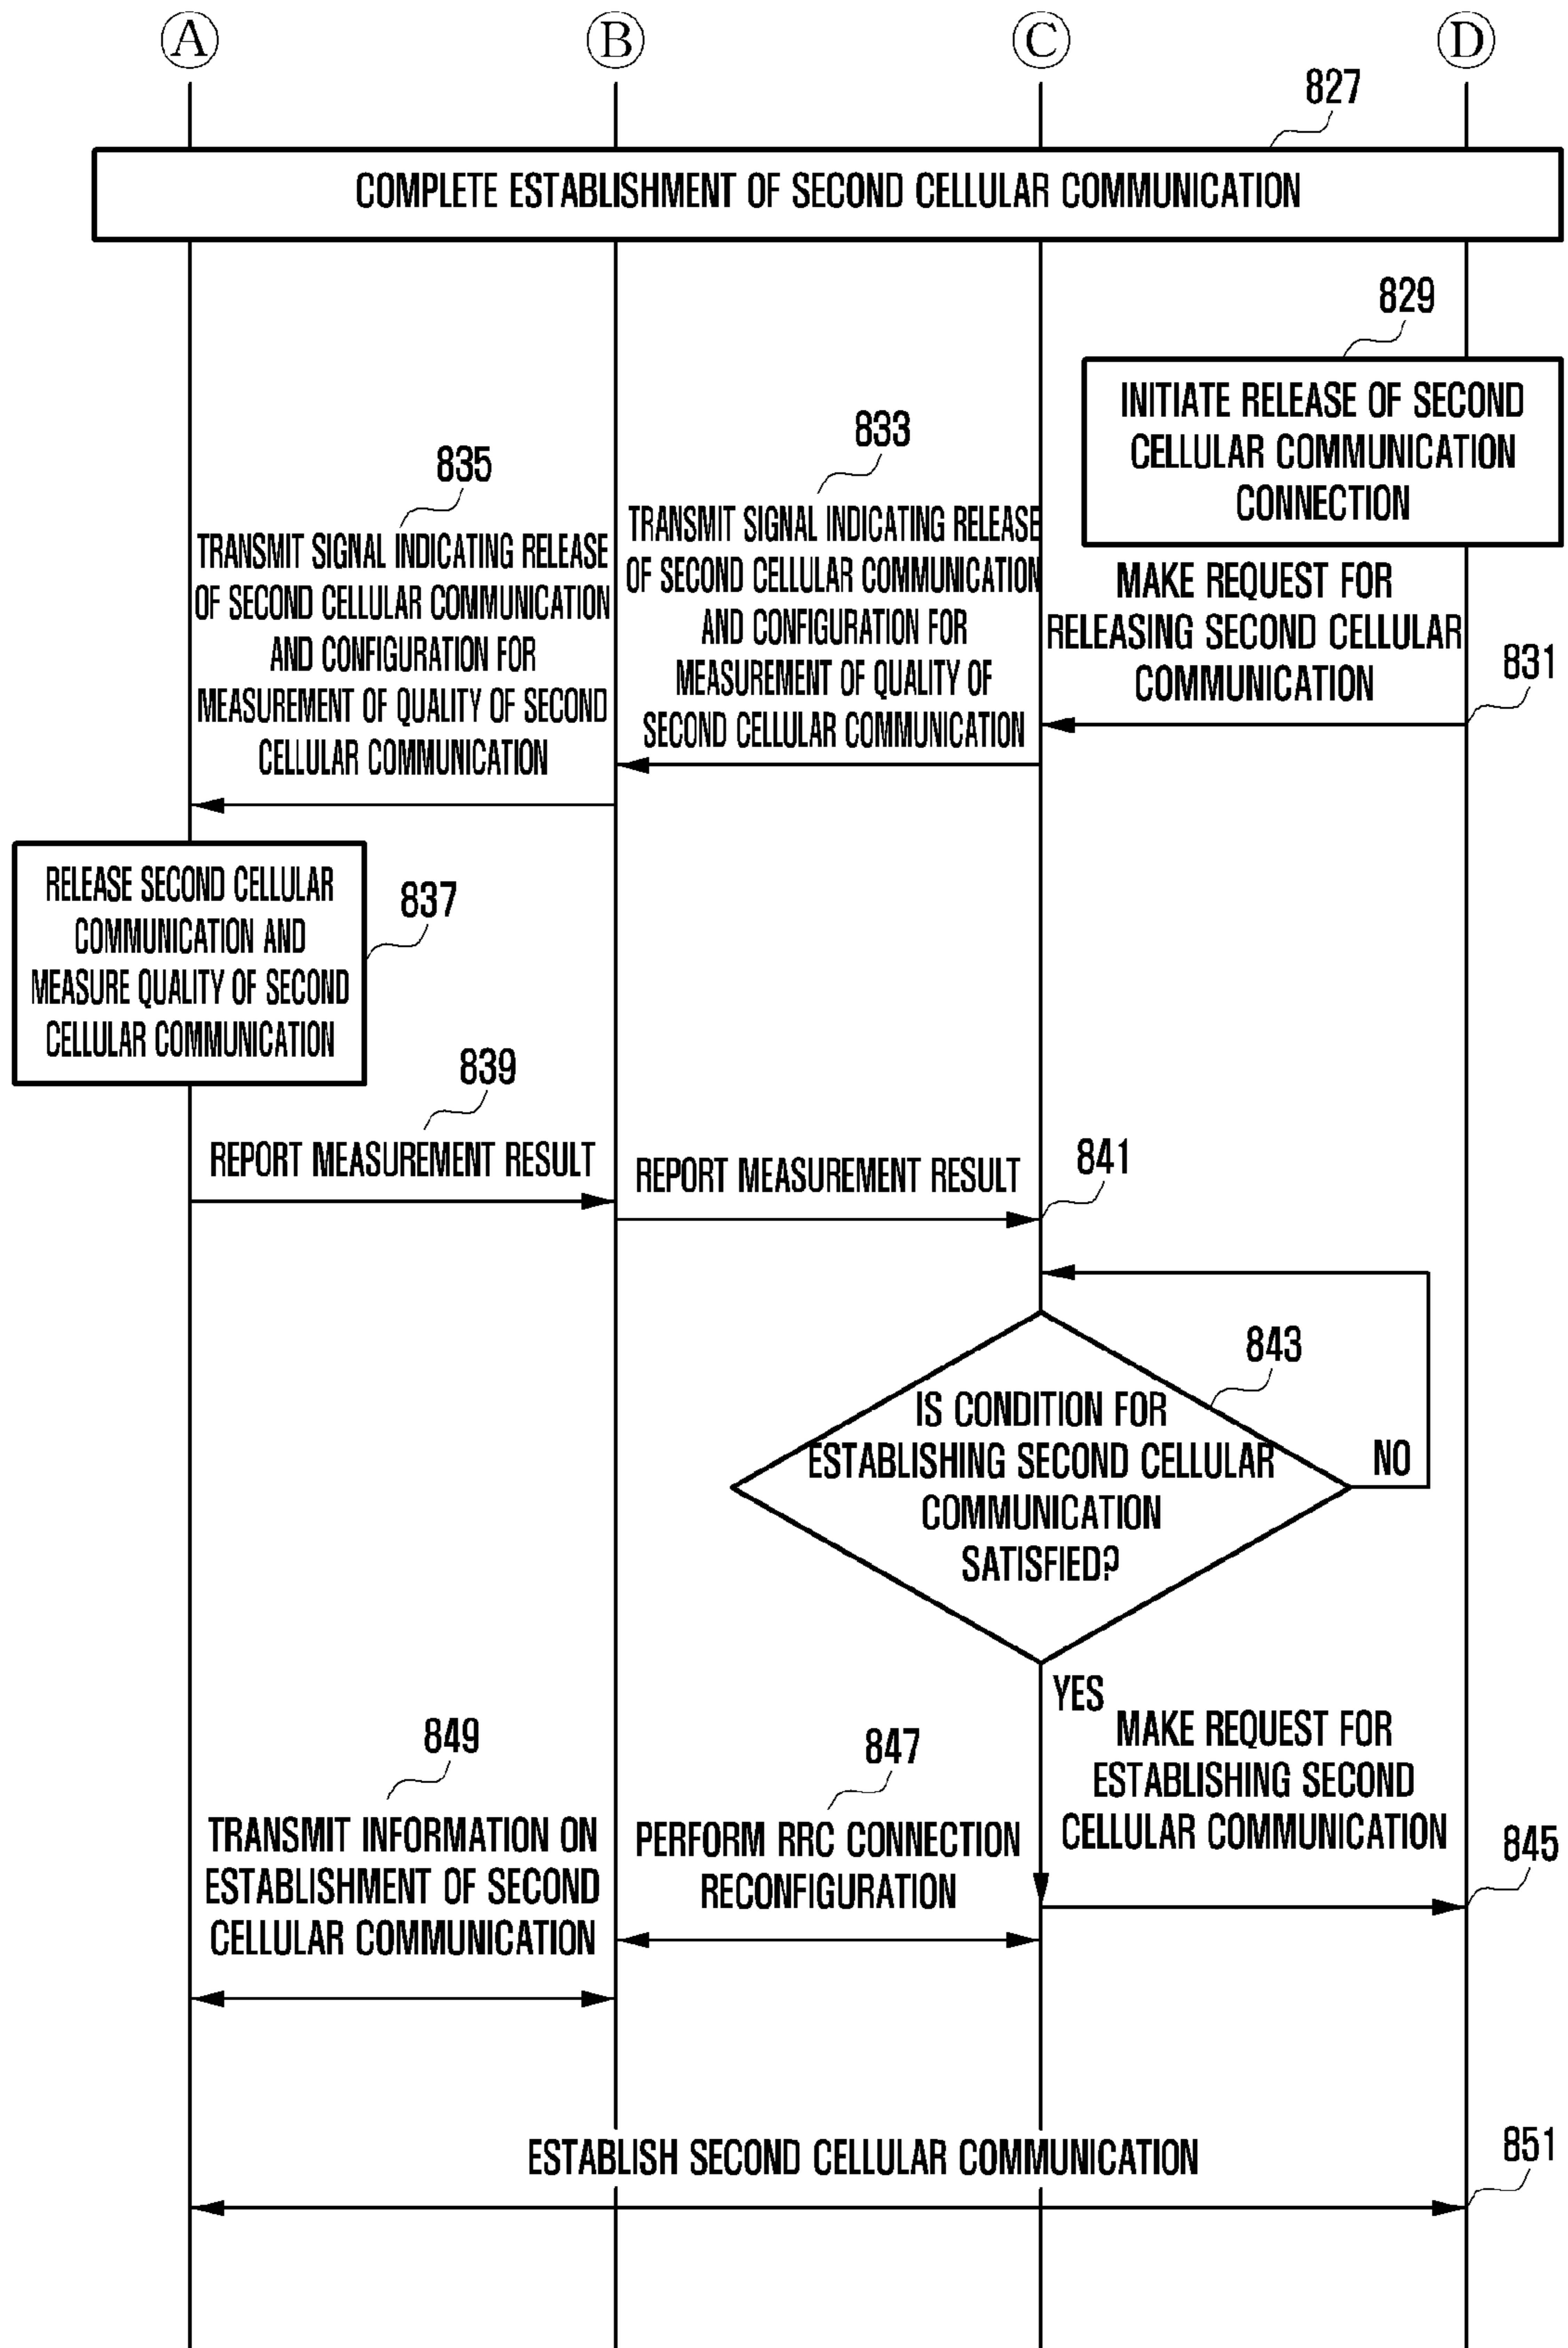 A
B
C
D
827
COMPLETE ESTABLISHMENT OF SECOND CELLULAR COMMUNICATION
829
INITIATE RELEASE OF SECOND
CELLULAR COMMUNICATION
CONNECTION
MAKE REQUEST FOR
RELEASING SECOND CELLULAR
COMMUNICATION
831
833
TRANSMIT SIGNAL INDICATING RELEASE
OF SECOND CELLULAR COMMUNICATION
AND CONFIGURATION FOR
MEASUREMENT OF QUALITY OF
SECOND CELLULAR COMMUNICATION
835
TRANSMIT SIGNAL INDICATING RELEASE
OF SECOND CELLULAR COMMUNICATION
AND CONFIGURATION FOR
MEASUREMENT OF QUALITY OF SECOND
CELLULAR COMMUNICATION
RELEASE SECOND CELLULAR
COMMUNICATION AND
MEASURE QUALITY OF SECOND
CELLULAR COMMUNICATION
837
839
REPORT MEASUREMENT RESULT
REPORT MEASUREMENT RESULT
841
843
IS CONDITION FOR
ESTABLISHING SECOND CELLULAR
COMMUNICATION
SATISFIED?
NO
YES
MAKE REQUEST FOR
ESTABLISHING SECOND
CELLULAR COMMUNICATION
845
847
PERFORM RRC CONNECTION
RECONFIGURATION
849
TRANSMIT INFORMATION ON
ESTABLISHMENT OF SECOND
CELLULAR COMMUNICATION
ESTABLISH SECOND CELLULAR COMMUNICATION
851